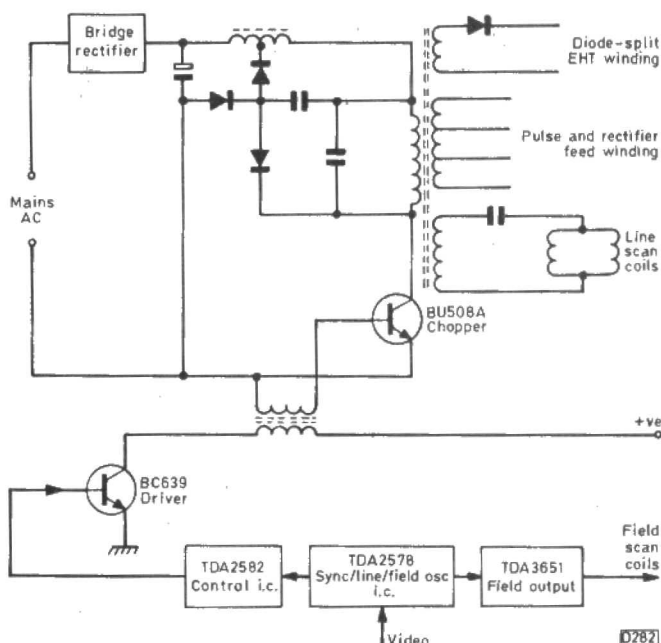 Bridge
rectifier
Diode-split
EHT winding
Pulse and rectifier
feed winding
Mains
AC
Line
scan
coils
BU508A
Chopper
+ve
BC639
Driver
Field
scan
coils
TDA2582
Control i.c.
TDA2578
Sync/line/field osc
i.c.
TDA3651
Field output
Video
D282